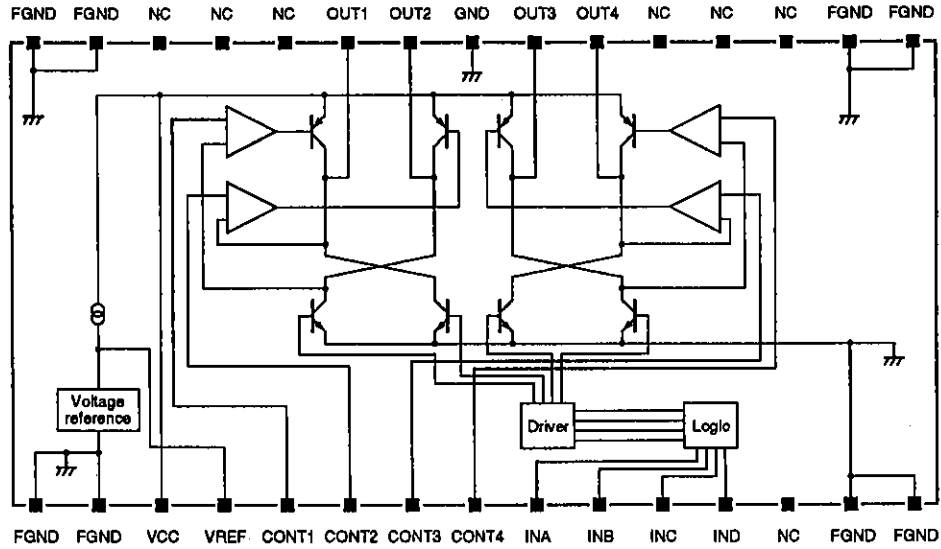 FGND FGND NC NC NC OUT1 OUT2 GND OUT3 OUT4 NC NC NC FGND FGND
Voltage
reference
Driver
Logic
FGND FGND VCC VREF CONT1 CONT2 CONT3 CONT4 INA INB INC IND NC FGND FGND